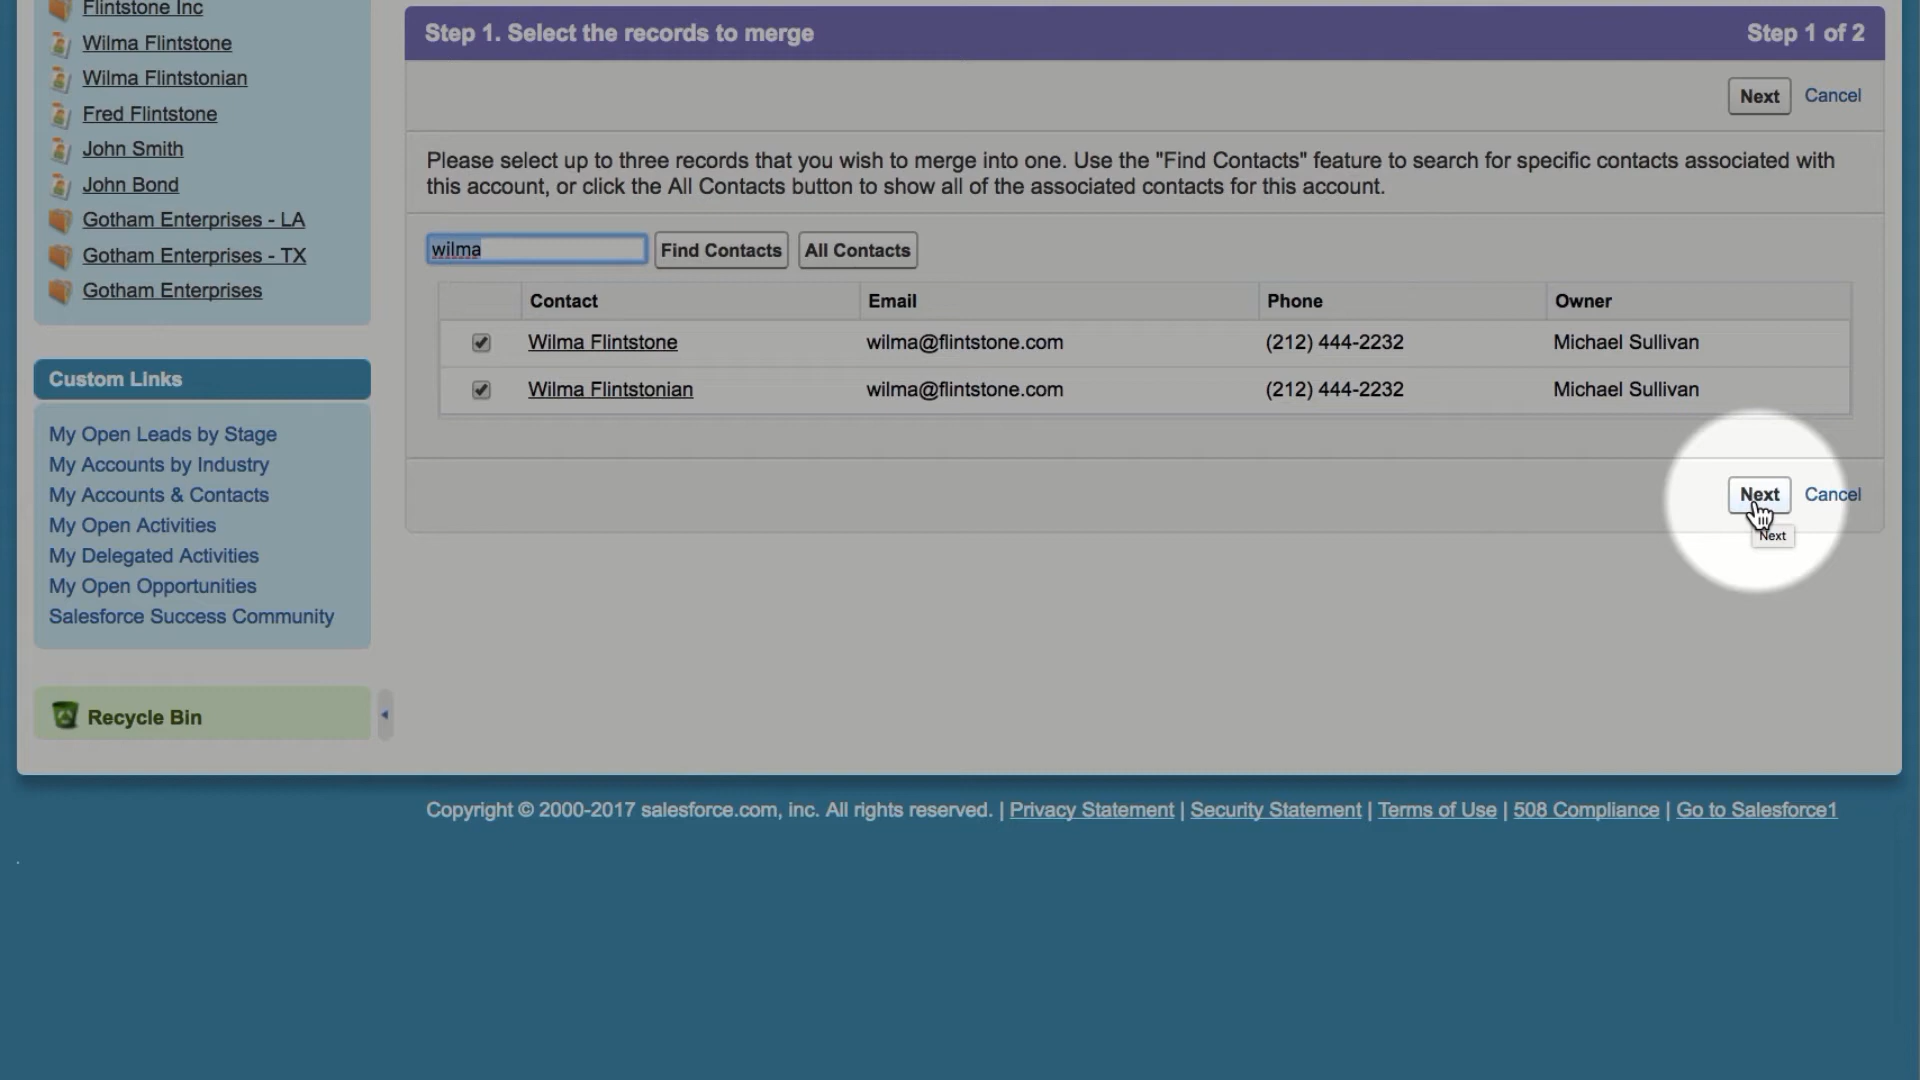 Flintstone Inc
Wilma Flintstone
Wilma Flintstonian
Fred Flintstone
John Smith
John Bond
Gotham Enterprises - LA
Gotham Enterprises - TX
Gotham Enterprises
Custom Links
My Open Leads by Stage
My Accounts by Industry
My Accounts & Contacts
My Open Activities
My Delegated Activities
My Open Opportunities
Salesforce Success Community
Recycle Bin
Step 1. Select the records to merge Step 1 of 2
Next Cancel
Please select up to three records that you wish to merge into one. Use the "Find Contacts" feature to search for specific contacts associated with
this account, or click the All Contacts button to show all of the associated contacts for this account.
wilma Find Contacts All Contacts
Contact Email Phone Owner
Wilma Flintstone wilma@flintstone.com (212) 444-2232 Michael Sullivan
Wilma Flintstonian wilma@flintstone.com (212) 444-2232 Michael Sullivan
Next Cancel
Next
Copyright © 2000-2017 salesforce.com, inc. All rights reserved. | Privacy Statement | Security Statement | Terms of Use | 508 Compliance | Go to Salesforce1